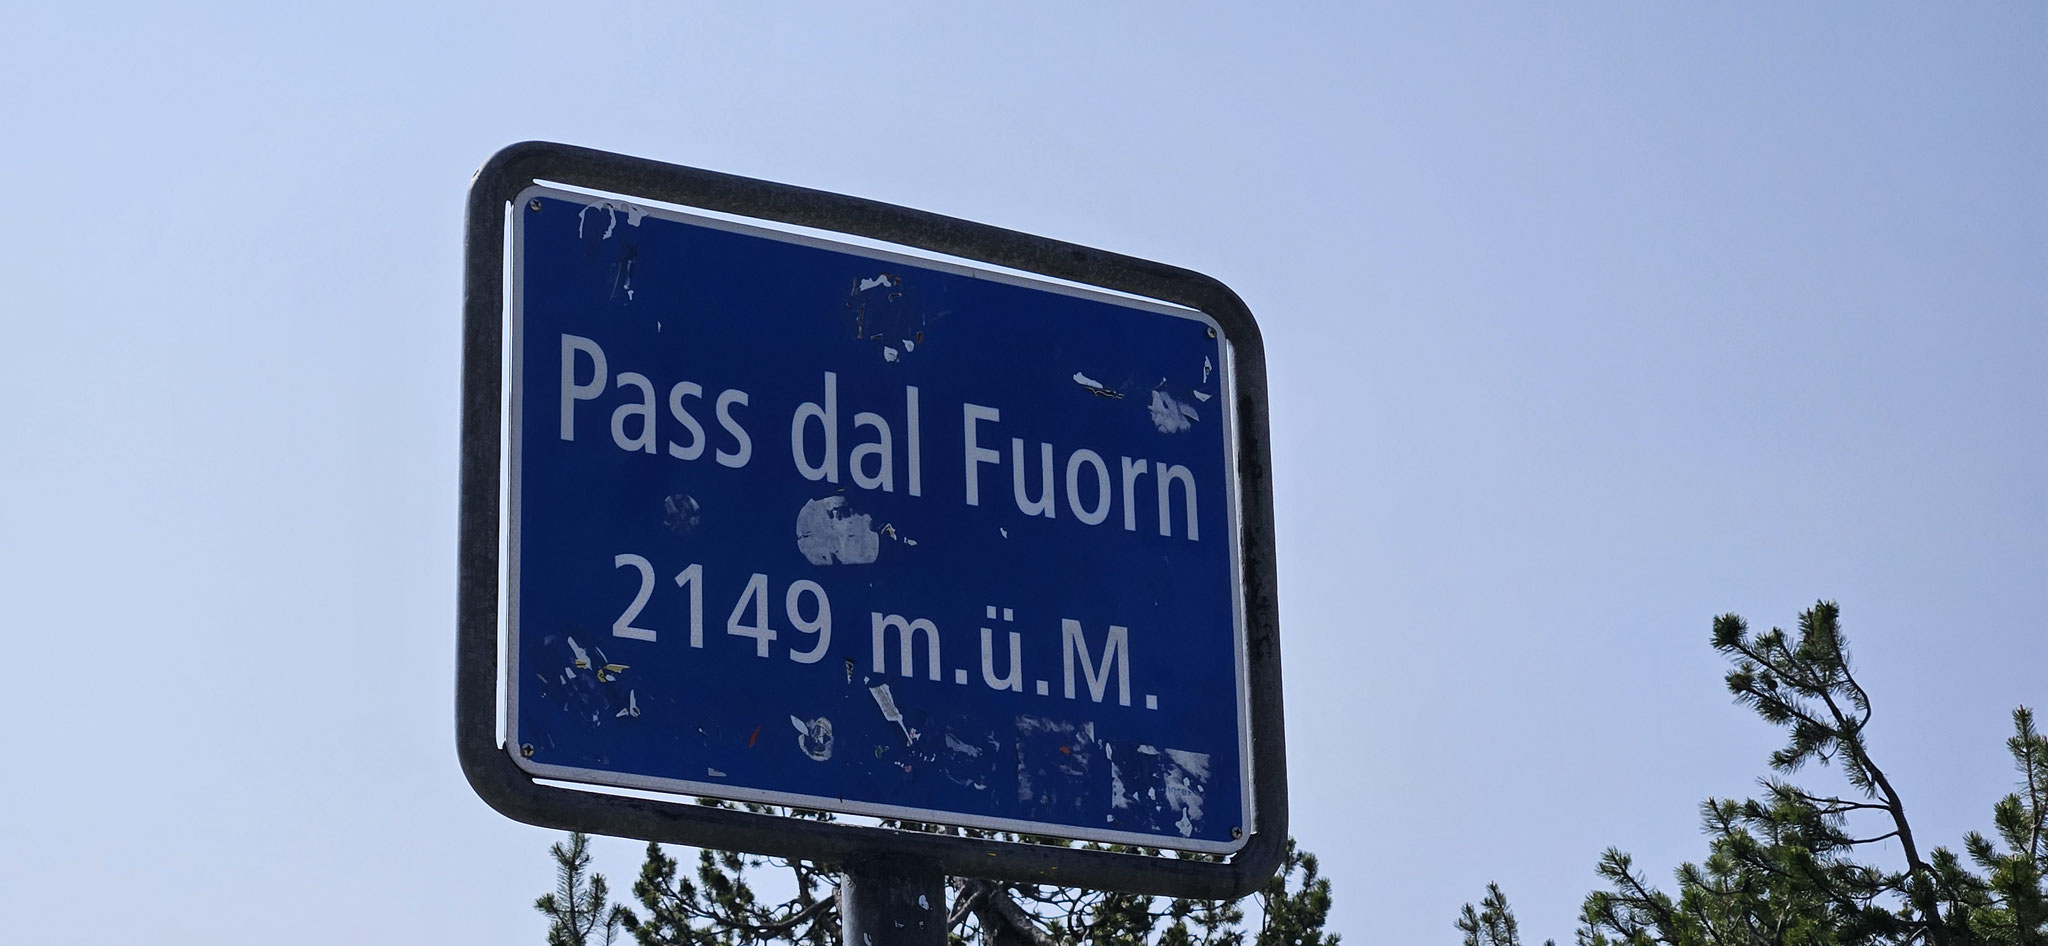 Pass dal Fuorn
2149 m.ü.M.